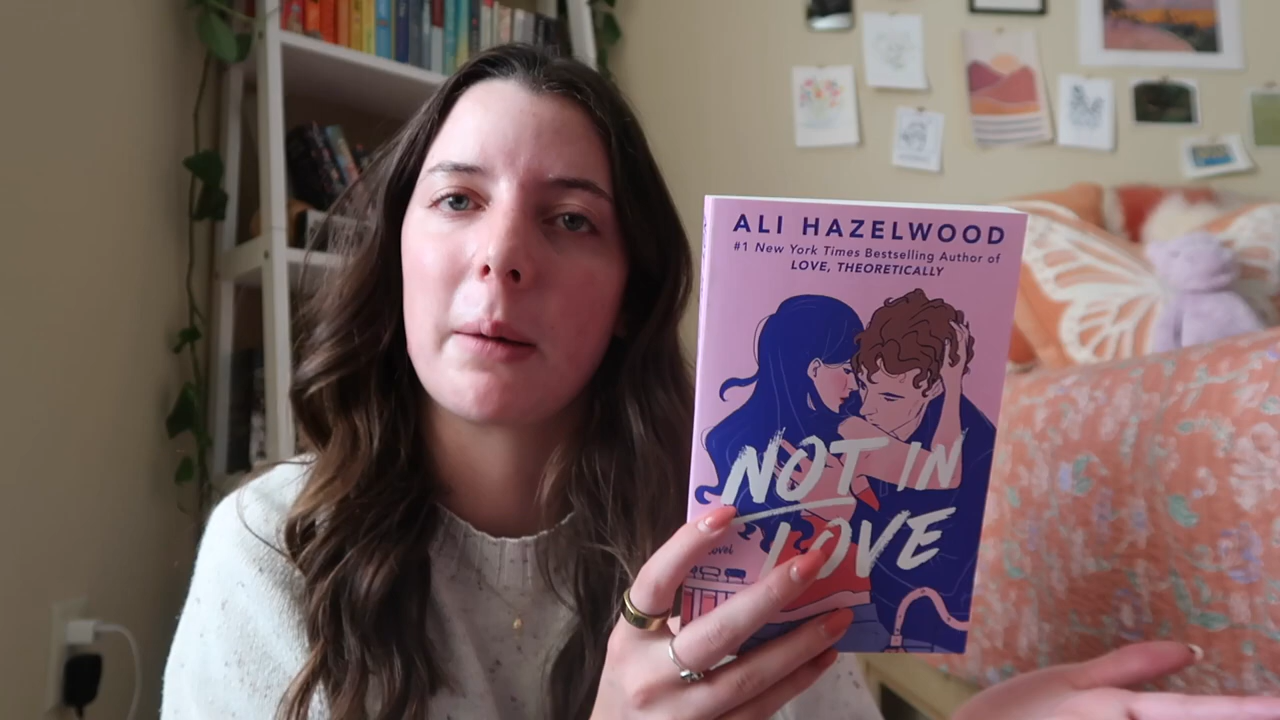 ALI HAZELWOOD
#1 New York Times Bestselling Author of
LOVE, THEORETICALLY
NOT IN
LOVE